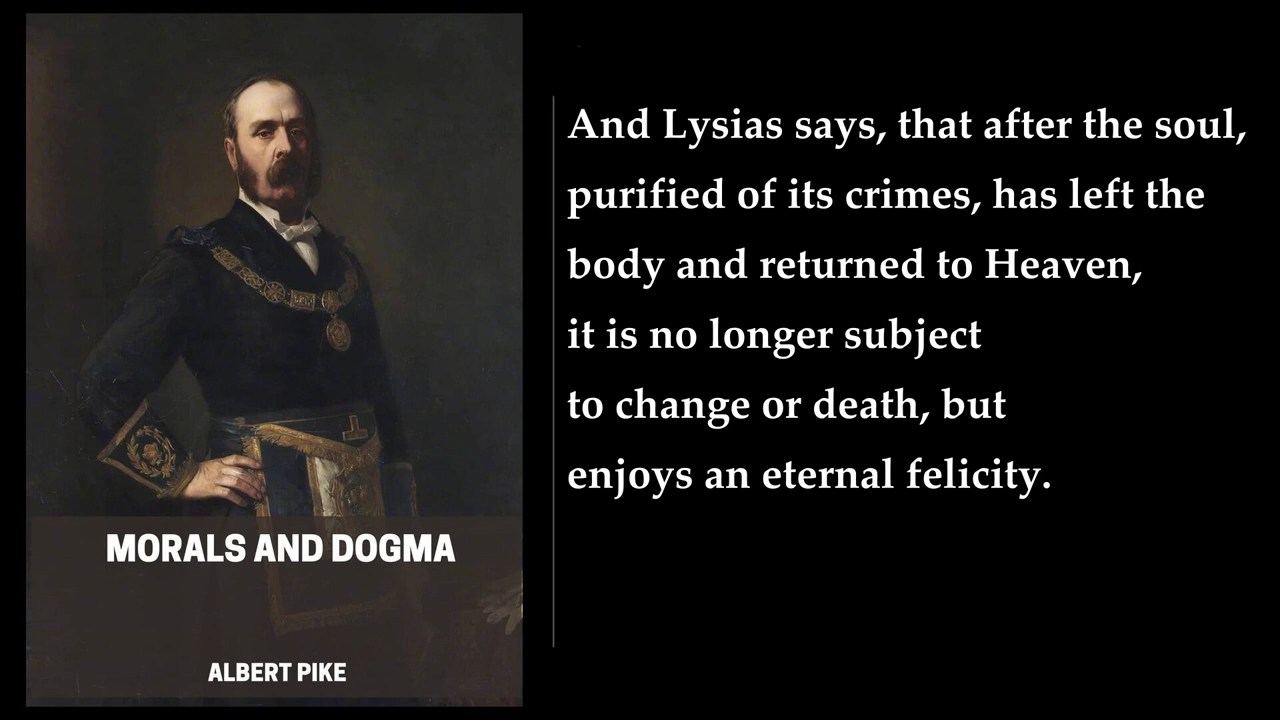 MORALS AND DOGMA
ALBERT PIKE
And Lysias says, that after the soul,
purified of its crimes, has left the
body and returned to Heaven,
it is no longer subject
to change or death, but
enjoys an eternal felicity.